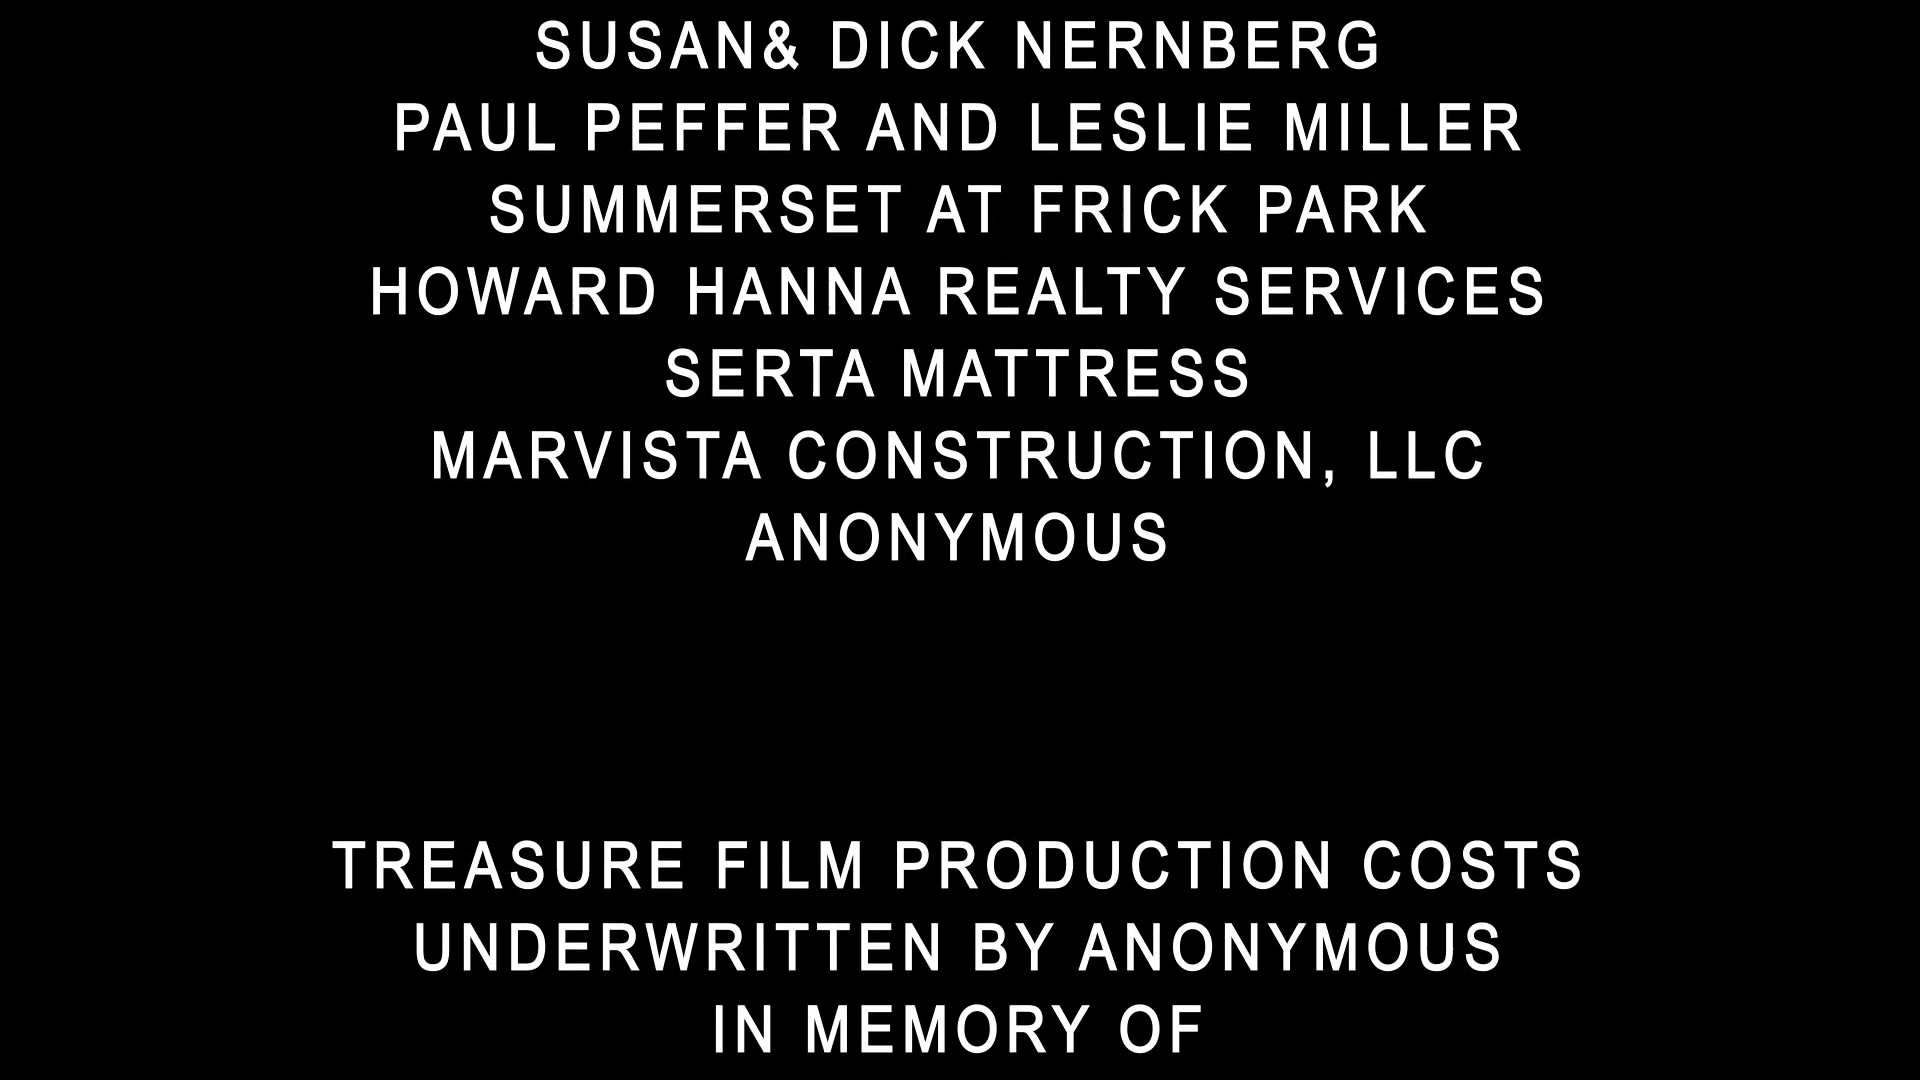 SUSAN& DICK NERNBERG
PAUL PEFFER AND LESLIE MILLER
SUMMERSET AT FRICK PARK
HOWARD HANNA REALTY SERVICES
SERTA MATTRESS
MARVISTA CONSTRUCTION, LLC
ANONYMOUS
TREASURE FILM PRODUCTION COSTS
UNDERWRITTEN BY ANONYMOUS
IN MEMORY OF